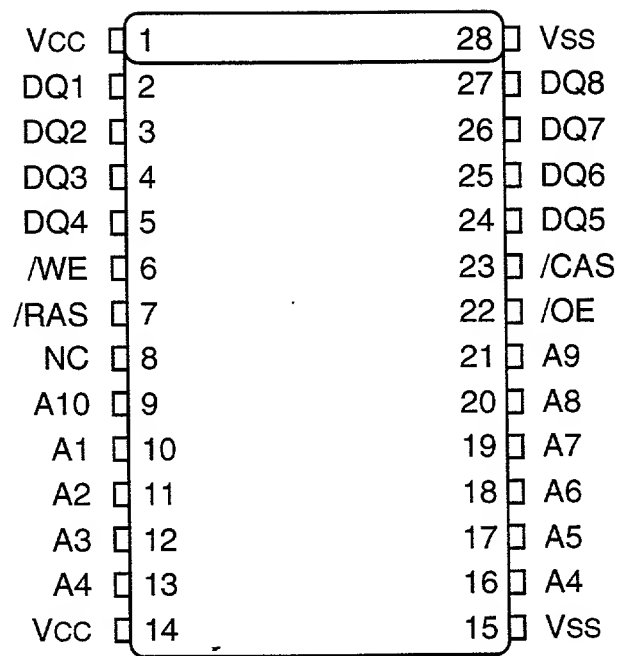 Vcc 1 28 Vss
DQ1 2 27 DQ8
DQ2 3 26 DQ7
DQ3 4 25 DQ6
DQ4 5 24 DQ5
/WE 6 23 /CAS
/RAS 7 22 /OE
NC 8 21 A9
A10 9 20 A8
A1 10 19 A7
A2 11 18 A6
A3 12 17 A5
A4 13 16 A4
Vcc 14 15 Vss